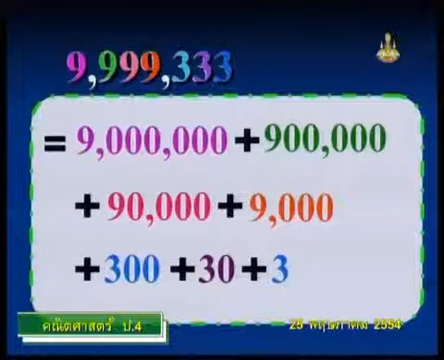 9,999,333
= 9,000,000 + 900,000
+ 90,000 + 9,000
+ 300 + 30 + 3
คณิตศาสตร์ ป.4
25 พฤษภาคม 2554